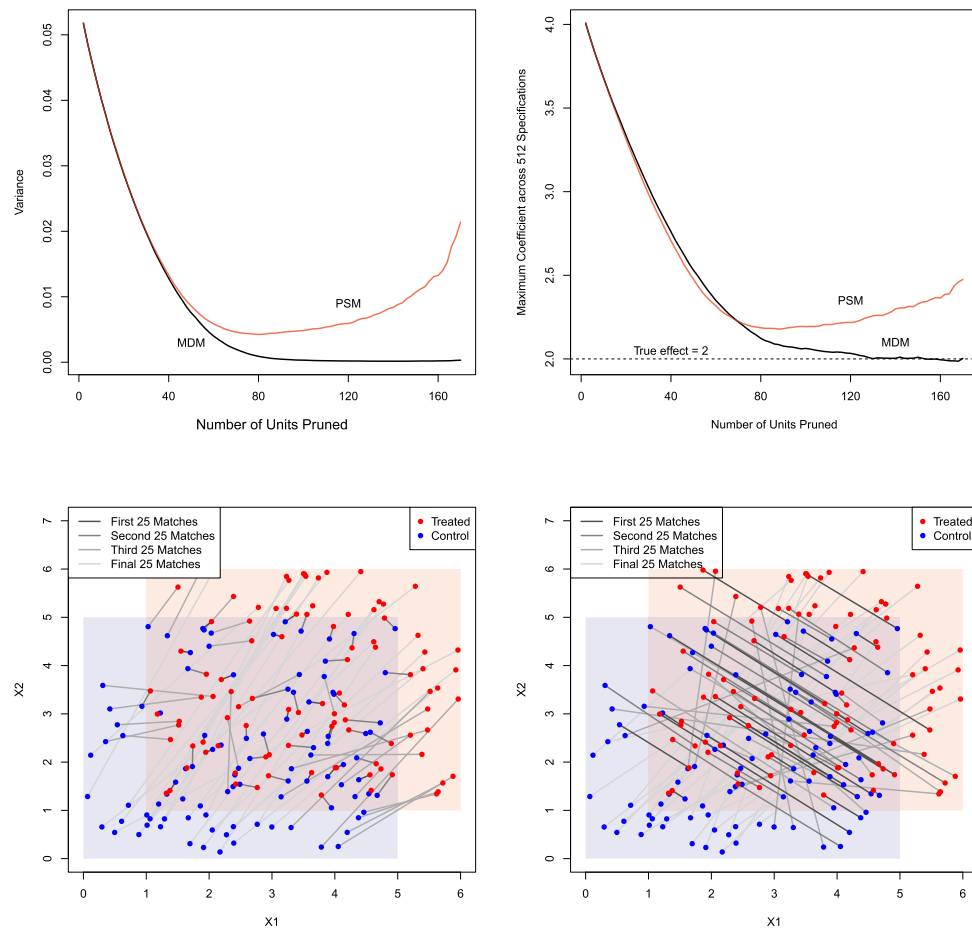 0.05
0.04
0.03
0.02
0.01
0.00
Variance
PSM
MDM
0 40 80 120 160
Number of Units Pruned
4.0
3.5
3.0
2.5
2.0
Maximum Coefficient across 512 Specifications
PSM
MDM
True effect = 2
0 40 80 120 160
Number of Units Pruned
First 25 Matches
Second 25 Matches
Third 25 Matches
Final 25 Matches
Treated
Control
7
6
5
4
3
2
1
0
X2
0 1 2 3 4 5 6
X1
First 25 Matches
Second 25 Matches
Third 25 Matches
Final 25 Matches
Treated
Control
7
6
5
4
3
2
1
0
X2
0 1 2 3 4 5 6
X1